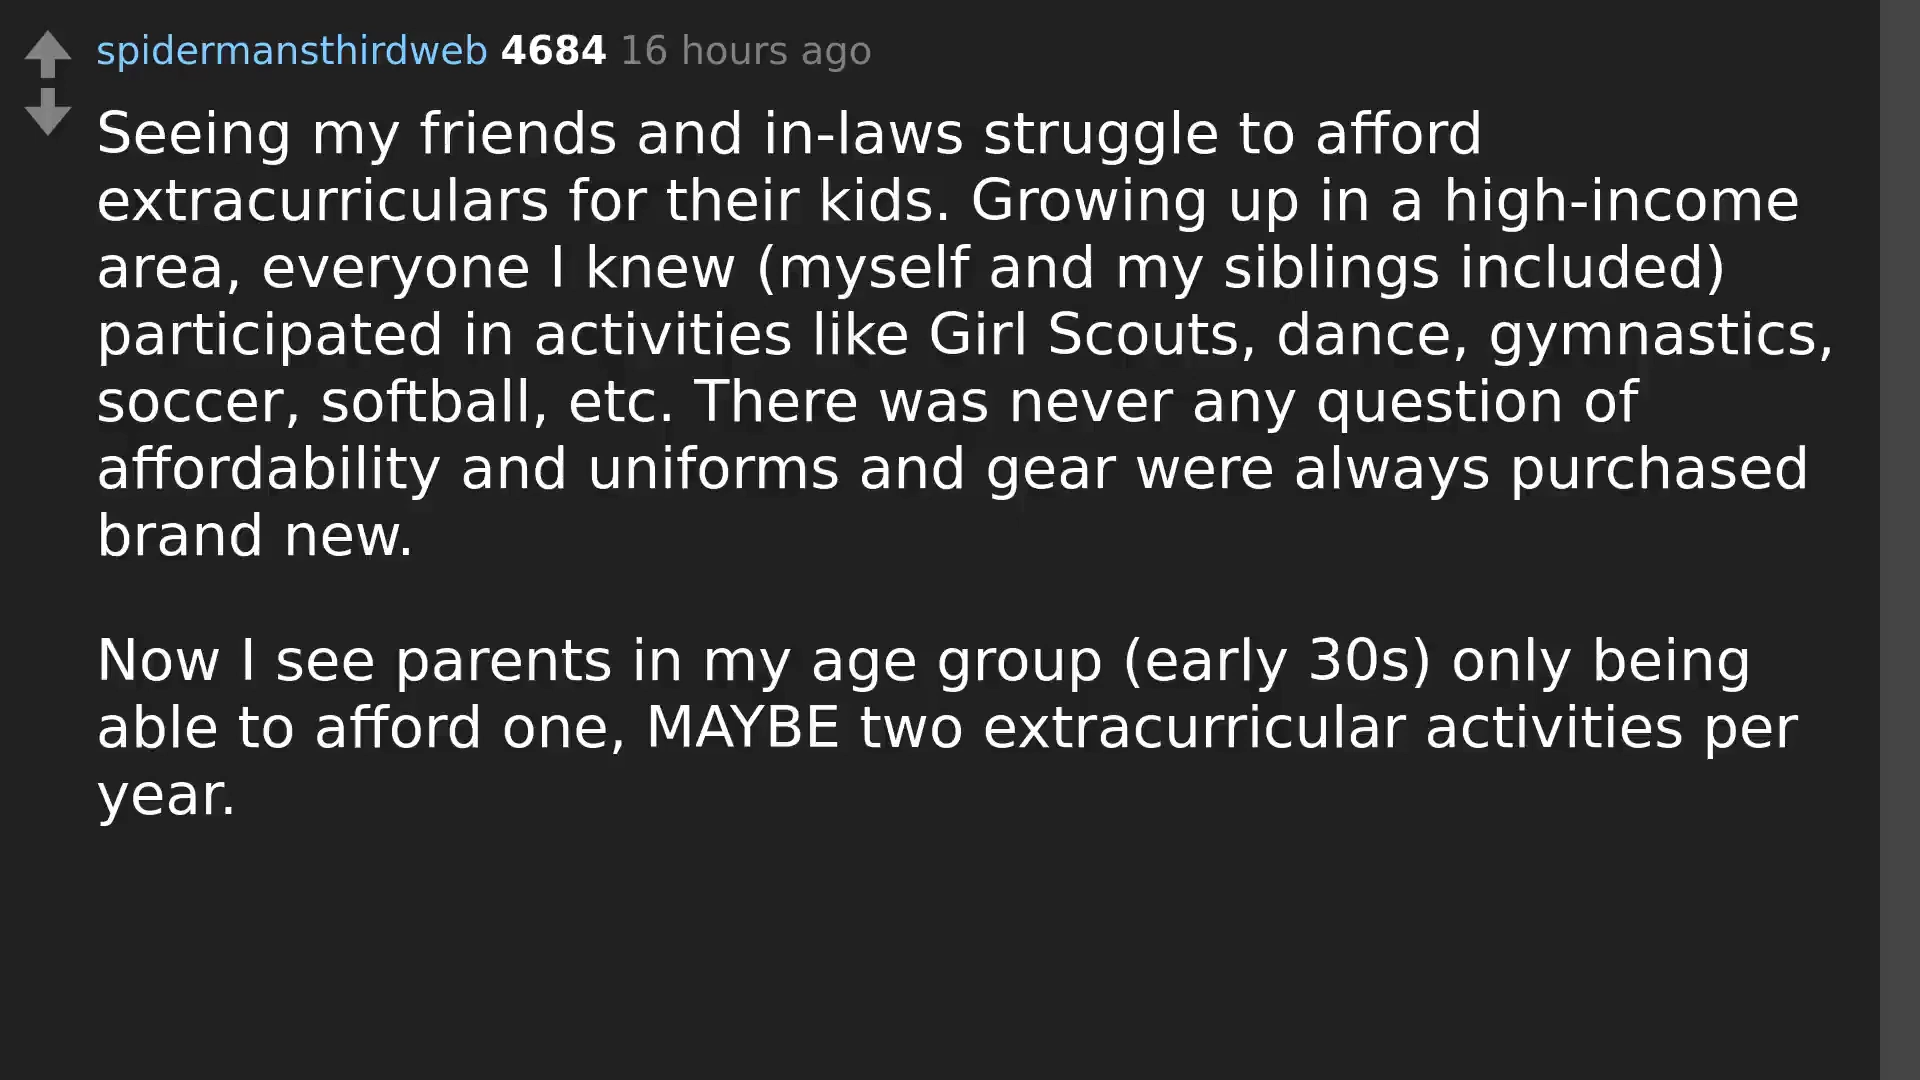 spidermansthirdweb 4684 16 hours ago
Seeing my friends and in-laws struggle to afford
extracurriculars for their kids. Growing up in a high-income
area, everyone I knew (myself and my siblings included)
participated in activities like Girl Scouts, dance, gymnastics,
soccer, softball, etc. There was never any question of
affordability and uniforms and gear were always purchased
brand new.
Now I see parents in my age group (early 30s) only being
able to afford one, MAYBE two extracurricular activities per
year.